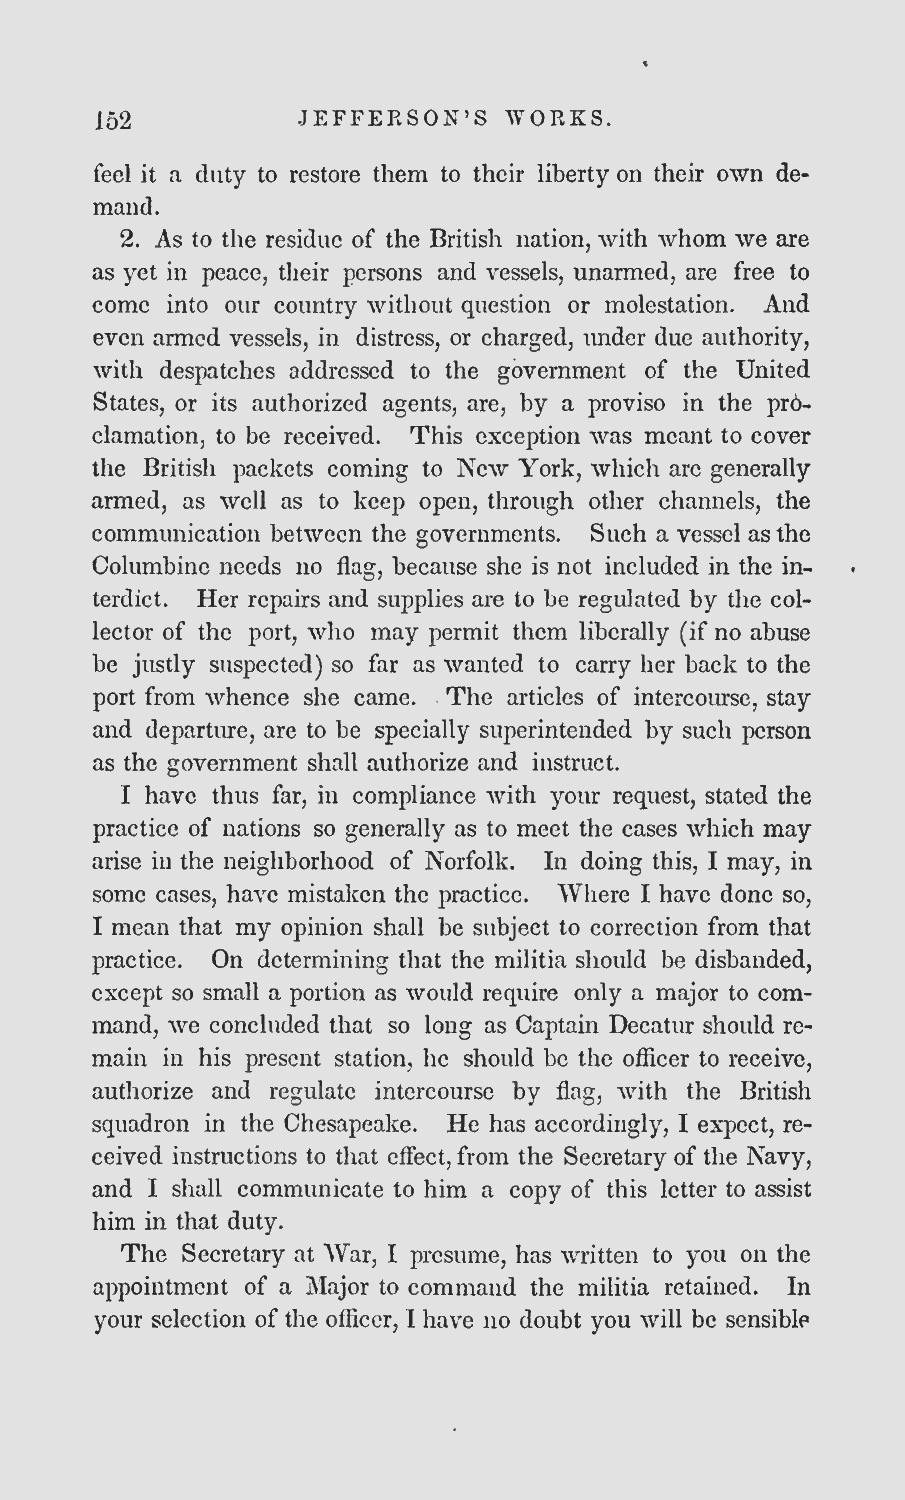 152 JEFFERSON'S WORKS.
feel it a duty to restore them to their liberty on their own de-
mand.
2. As to the residue of the British nation, with whom we are
as yet in peace, their persons and vessels, unarmed, are free to
come into our country without question or molestation. And
even armed vessels, in distress, or charged, under due authority,
with despatches addressed to the government of the United
States, or its authorized agents, are, by a proviso in the pro-
clamation, to be received. This exception was meant to cover
the British packets coming to New York, which are generally
armed, as well as to keep open, through other channels, the
communication between the governments. Such a vessel as the
Columbine needs no flag, because she is not included in the in-
terdict. Her repairs and supplies are to be regulated by the col-
lector of the port, who may permit them liberally (if no abuse
be justly suspected) so far as wanted to carry her back to the
port from whence she came. The articles of intercourse, stay
and departure, are to be specially superintended by such person
as the government shall authorize and instruct.
I have thus far, in compliance with your request, stated the
practice of nations so generally as to meet the cases which may
arise in the neighborhood of Norfolk. In doing this, I may, in
some cases, have mistaken the practice. Where I have done so,
I mean that my opinion shall be subject to correction from that
practice. On determining that the militia should be disbanded,
except so small a portion as would require only a major to com-
mand, we concluded that so long as Captain Decatur should re-
main in his present station, he should be the officer to receive,
authorize and regulate intercourse by flag, with the British
squadron in the Chesapeake. He has accordingly, I expect, re-
ceived instructions to that effect, from the Secretary of the Navy,
and I shall communicate to him a copy of this letter to assist
him in that duty.
The Secretary at War, I presume, has written to you on the
appointment of a Major to command the militia retained. In
your selection of the officer, I have no doubt you will be sensible